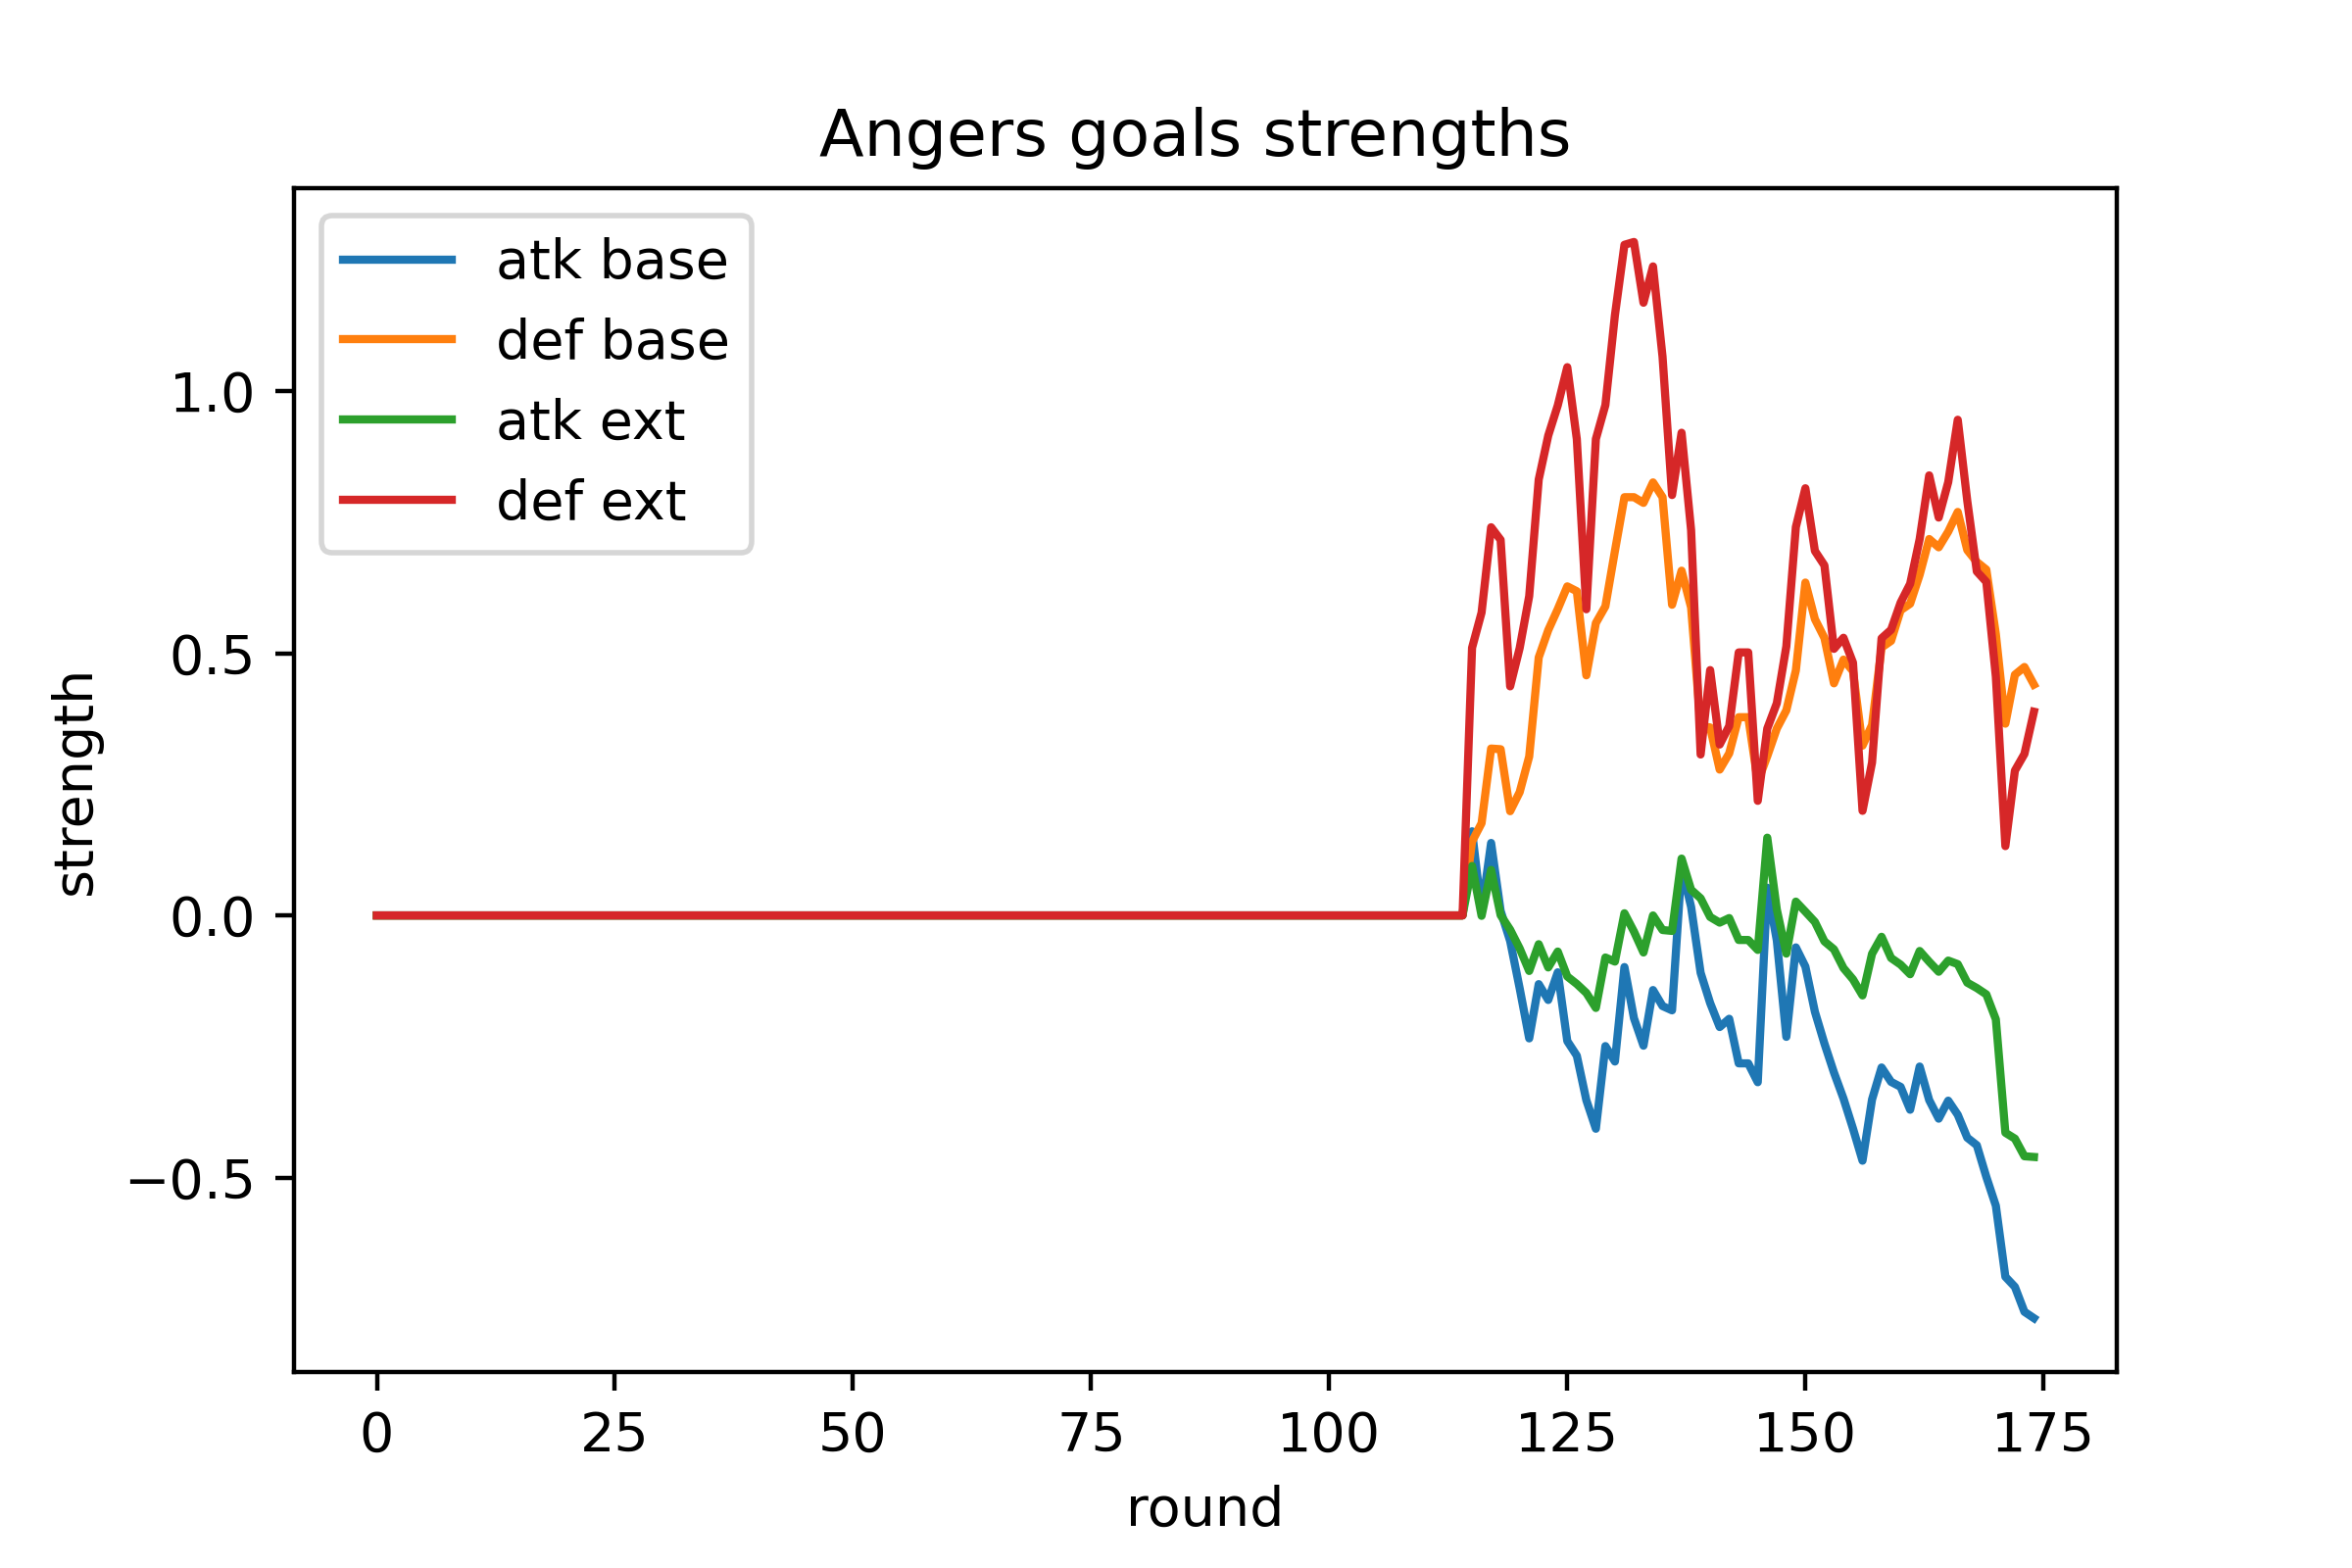 Angers goals strengths
atk base
def base
atk ext
def ext
1.0
0.5
0.0
−0.5
strength
0 25 50 75 100 125 150 175
round